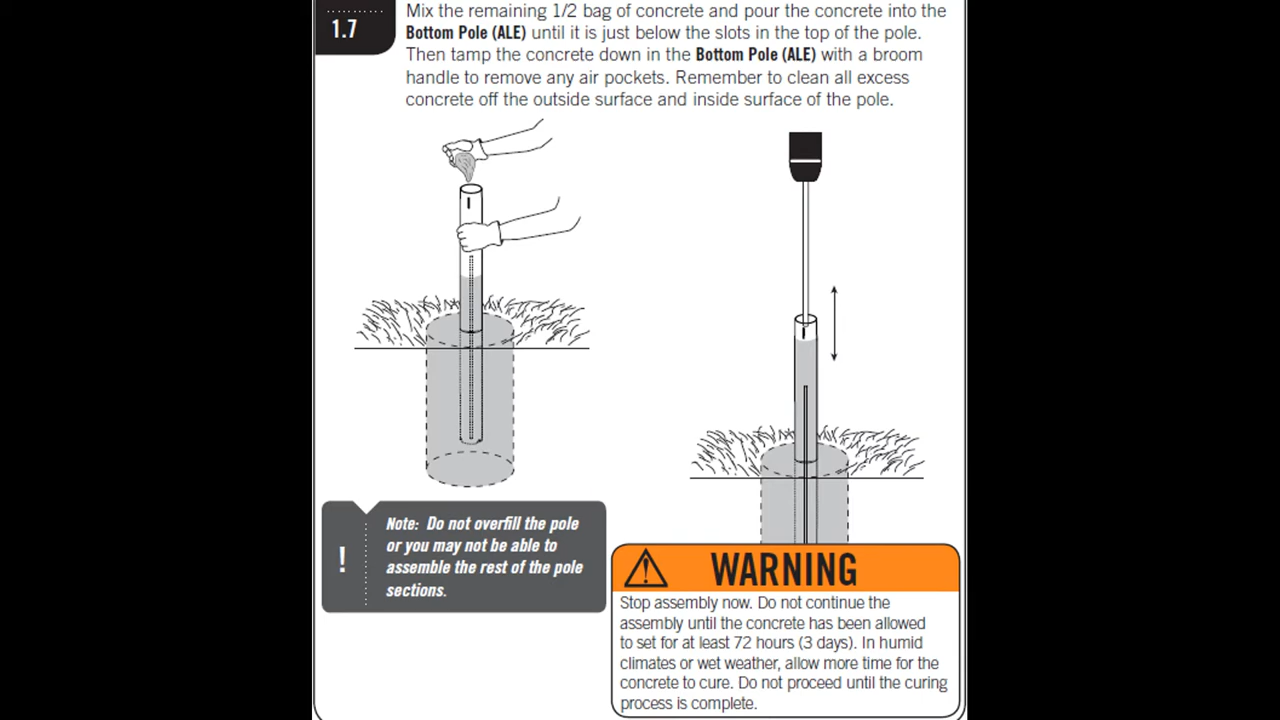 1.7
Mix the remaining 1/2 bag of concrete and pour the concrete into the
Bottom Pole (ALE) until it is just below the slots in the top of the pole.
Then tamp the concrete down in the Bottom Pole (ALE) with a broom
handle to remove any air pockets. Remember to clean all excess
concrete off the outside surface and inside surface of the pole.
!
Note: Do not overfill the pole
or you may not be able to
assemble the rest of the pole
sections.
WARNING
Stop assembly now. Do not continue the
assembly until the concrete has been allowed
to set for at least 72 hours (3 days). In humid
climates or wet weather, allow more time for the
concrete to cure. Do not proceed until the curing
process is complete.